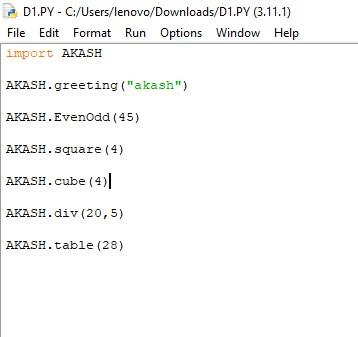 D1.PY - C:/Users/lenovo/Downloads/D1.PY (3.11.1)
File Edit Format Run Options Window Help
import AKASH
AKASH.greeting("akash")
AKASH.EvenOdd(45)
AKASH.square(4)
AKASH.cube(4)
AKASH.div(20,5)
AKASH.table(28)